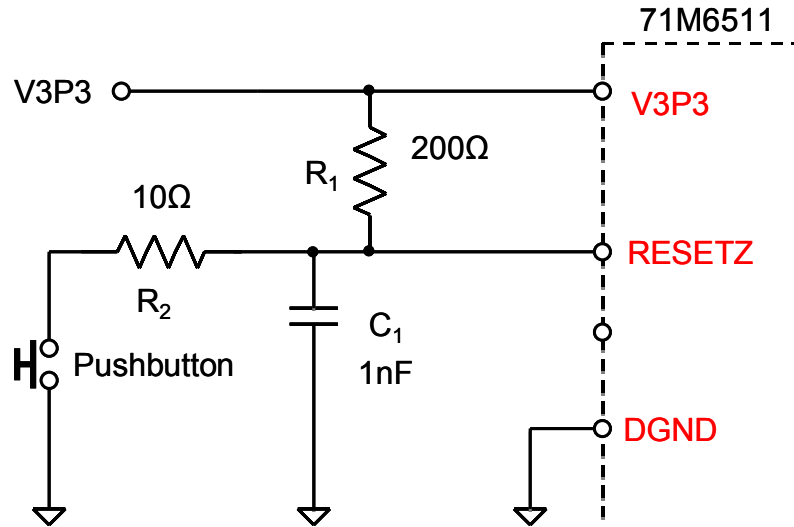 71M6511
V3P3
V3P3
200Ω
R1
10Ω
RESETZ
R2
C1
Pushbutton
1nF
DGND